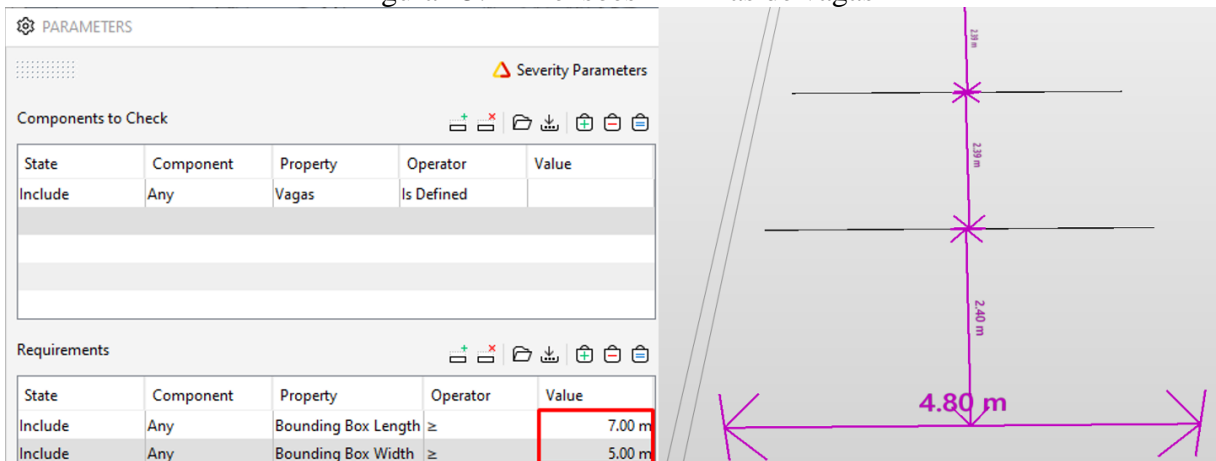 PARAMETERS
Severity Parameters
Components to Check
State Component Property Operator Value
Include Any Vagas Is Defined
Requirements
State Component Property Operator Value
Include Any Bounding Box Length ≥ 7.00 m
Include Any Bounding Box Width ≥ 5.00 m
2.39 m
2.39 m
2.40 m
4.80 m